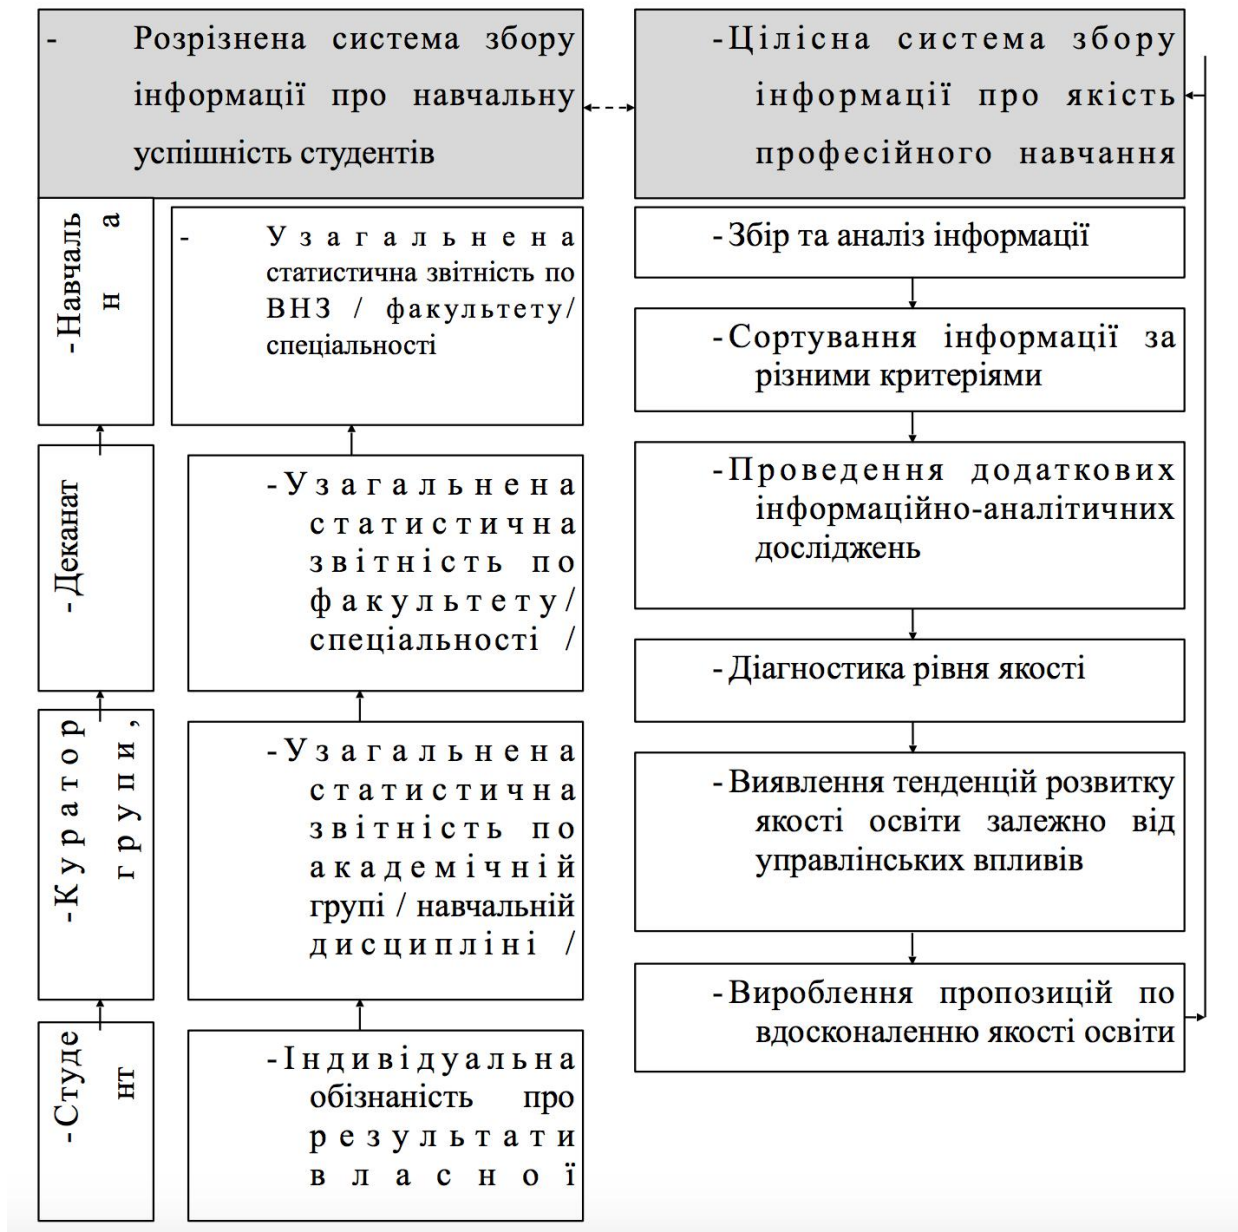 - Розрізнена система збору
інформації про навчальну
успішність студентів
- Навчаль
на
- Узагальнена
статистична звітність по
ВНЗ / факультету/
спеціальності
- Деканат
- Узагальнена
статистична
звітність по
факультету/
спеціальності /
- Куратор
групи,
- Узагальнена
статистична
звітність по
академічній
групі / навчальній
дисципліні /
- Студе
нт
- Індивідуальна
обізнаність про
результати
власної
- Цілісна система збору
інформації про якість
професійного навчання
- Збір та аналіз інформації
- Сортування інформації за
різними критеріями
- Проведення додаткових
інформаційно-аналітичних
досліджень
- Діагностика рівня якості
- Виявлення тенденцій розвитку
якості освіти залежно від
управлінських впливів
- Вироблення пропозицій по
вдосконаленню якості освіти